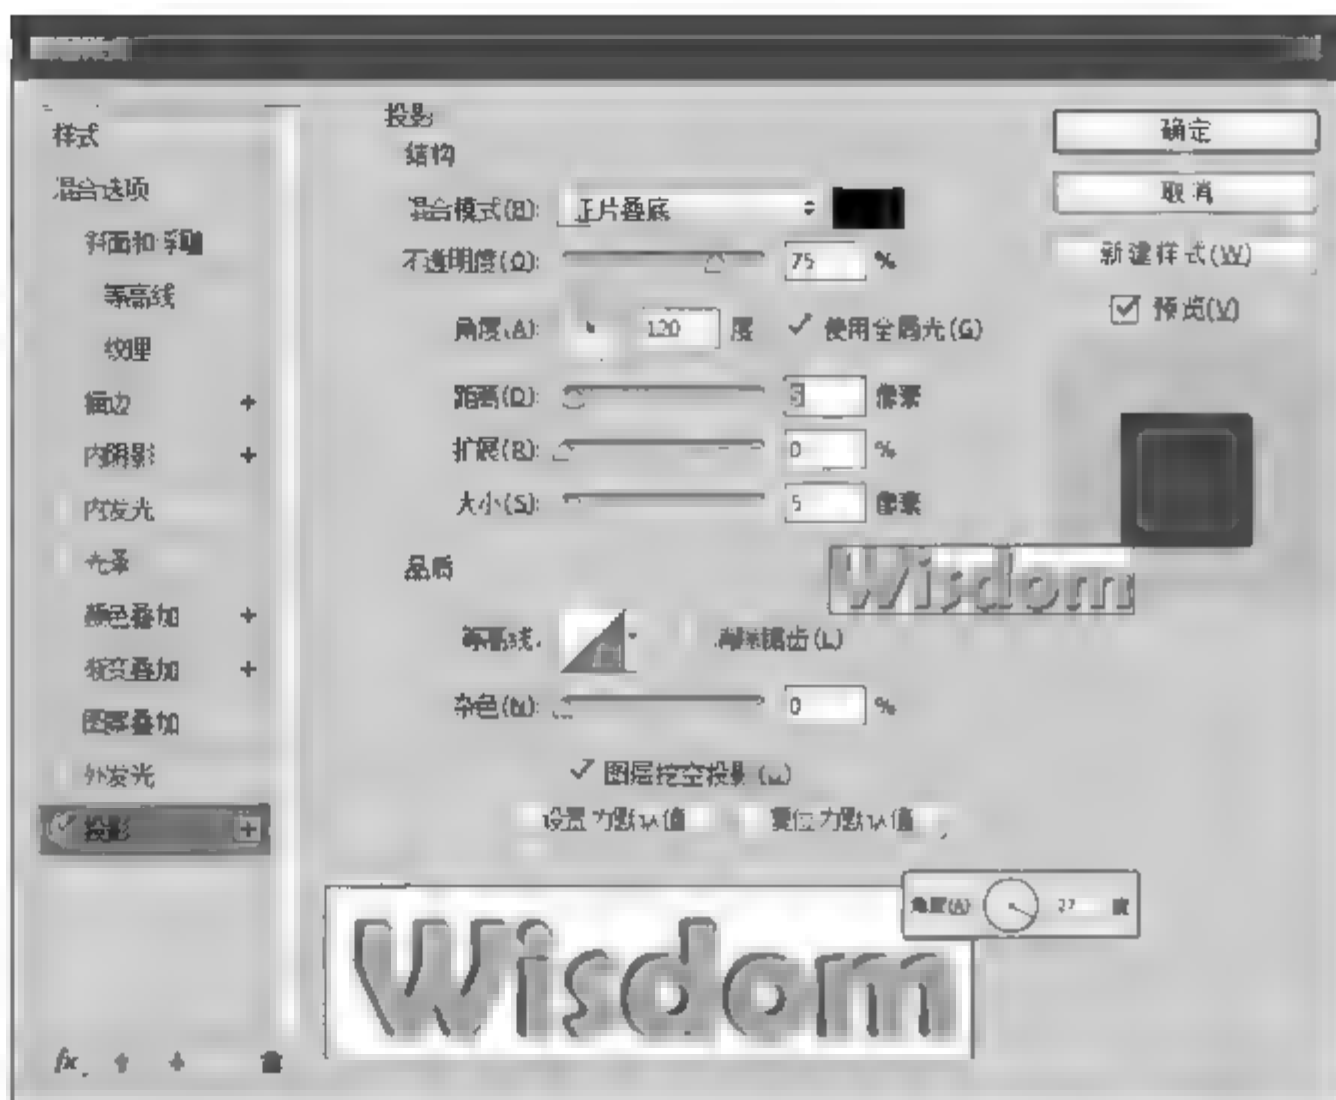 样式
混合选项
斜面和浮雕
等高线
纹理
描边 +
内阴影 +
内发光
光泽
颜色叠加 +
渐变叠加 +
图案叠加
外发光
投影 +
fx
投影
结构
混合模式(B): 正片叠底
不透明度(O): 75 %
角度(A): 120 度 使用全局光(G)
距离(D): 像素
扩展(R): 0 %
大小(S): 5 像素
品质
等高线: 消除锯齿(L)
杂色(N): 0 %
图层挖空投影
设置为默认值 复位为默认值
确定
取消
新建样式(W)
预览(V)
Wisdom
角度(A) 度
Wisdom